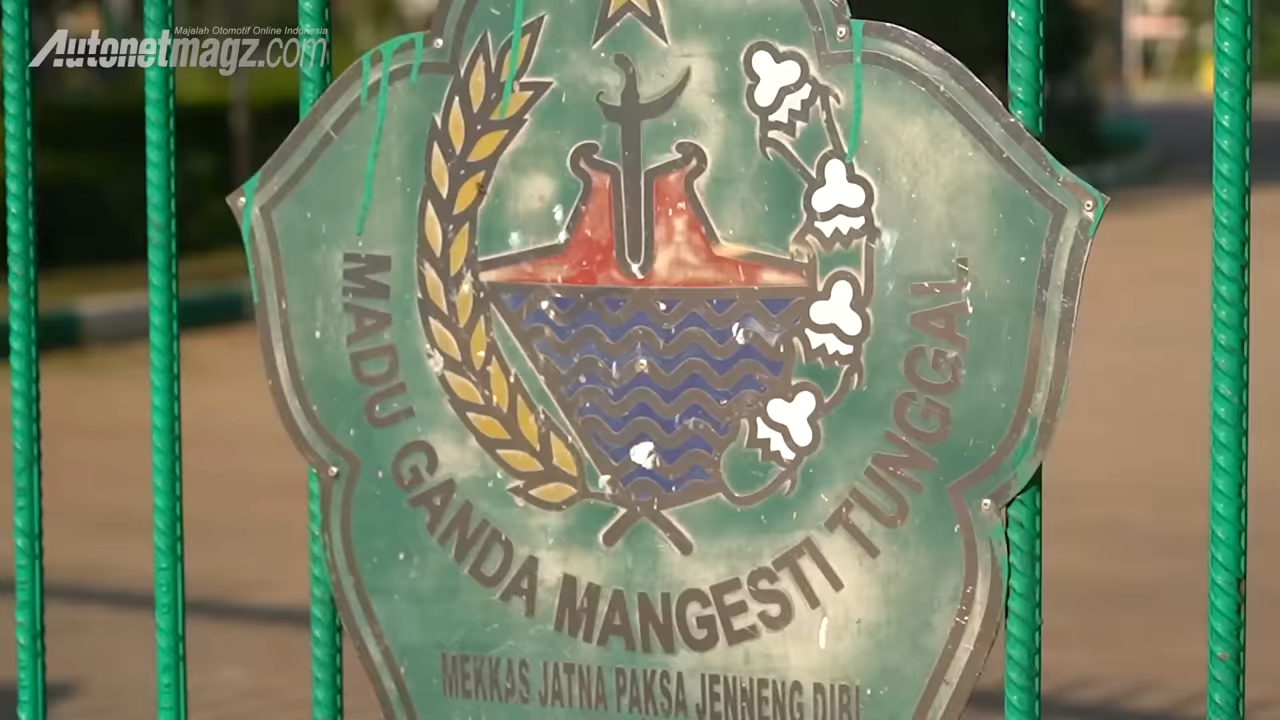 Majalah Otomotif Online Indonesia
Autonetmagz.com
MADU GANDA MANGESTI TUNGGAL
MEKKAS JATNA PAKSA JENNENG DIRI